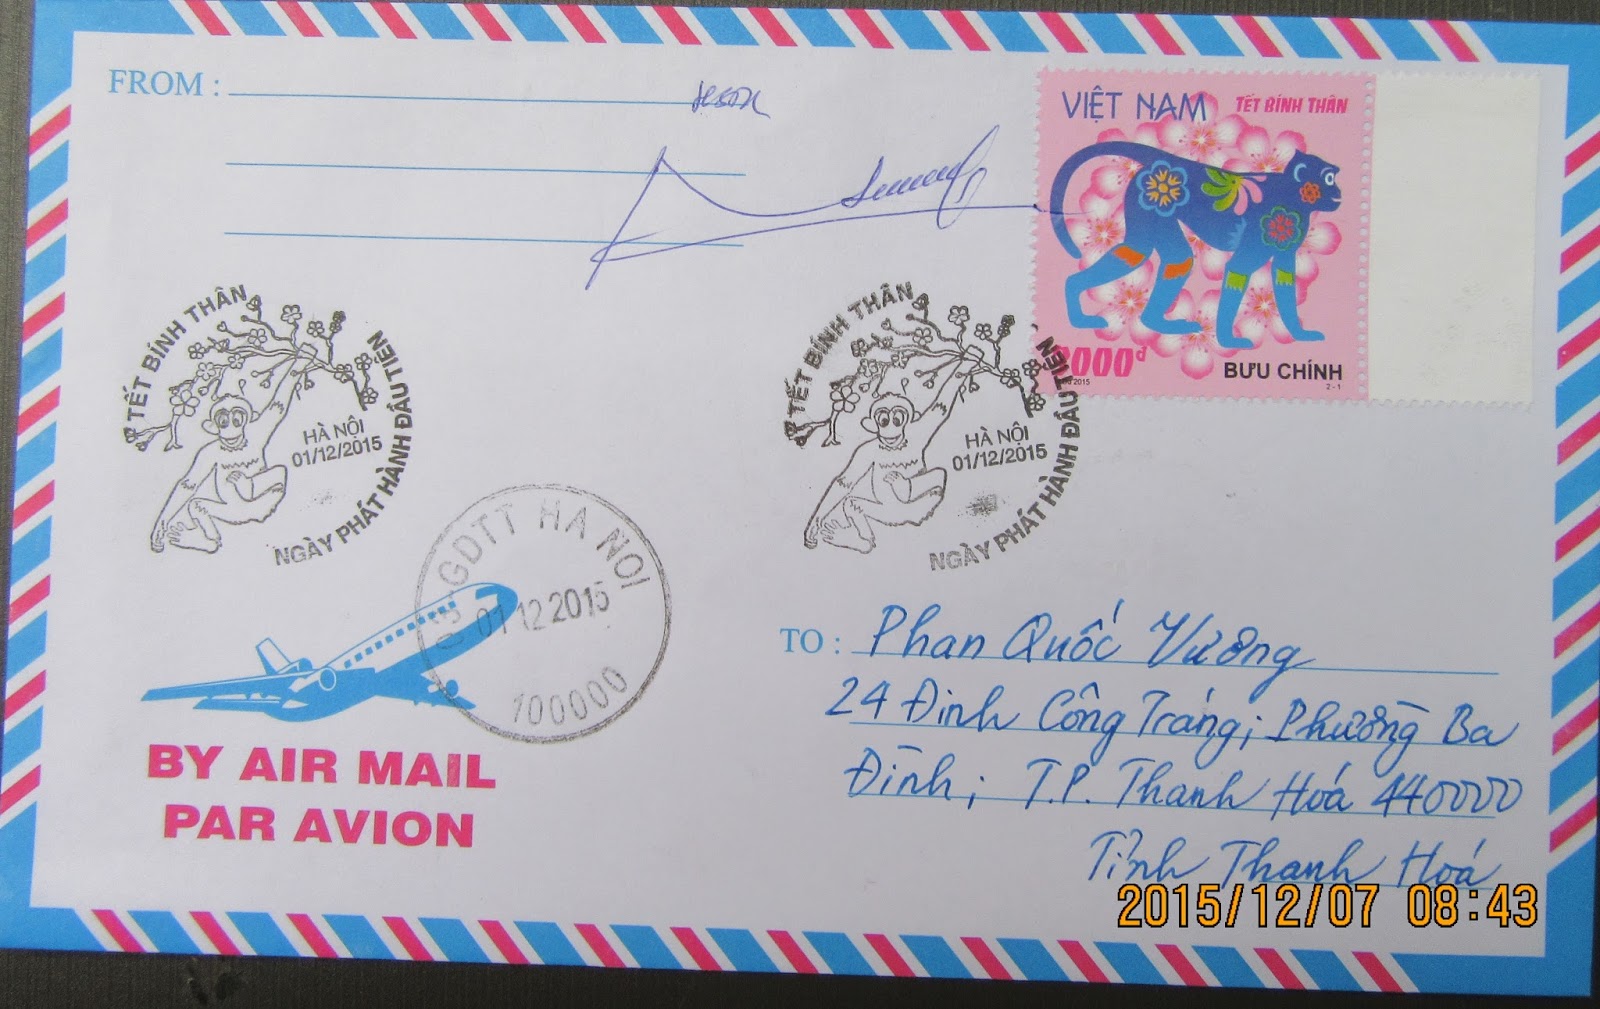 FROM :
VIỆT NAM
TẾT BÍNH THÂN
000đ
BƯU CHÍNH
2015
2 - 1
TẾT BÍNH THÂN
HÀ NỘI
01/12/2015
NGÀY PHÁT HÀNH ĐẦU TIÊN
TẾT BÍNH THÂN
HÀ NỘI
01/12/2015
NGÀY PHÁT HÀNH ĐẦU TIÊN
GDTT HA NOI
01 12 2015
100000
BY AIR MAIL
PAR AVION
TO : Phan Quốc Vương
24 Đinh Công Tráng; Phường Ba
Đình; T.P. Thanh Hoá 440000
Tỉnh Thanh Hoá
2015/12/07 08:43